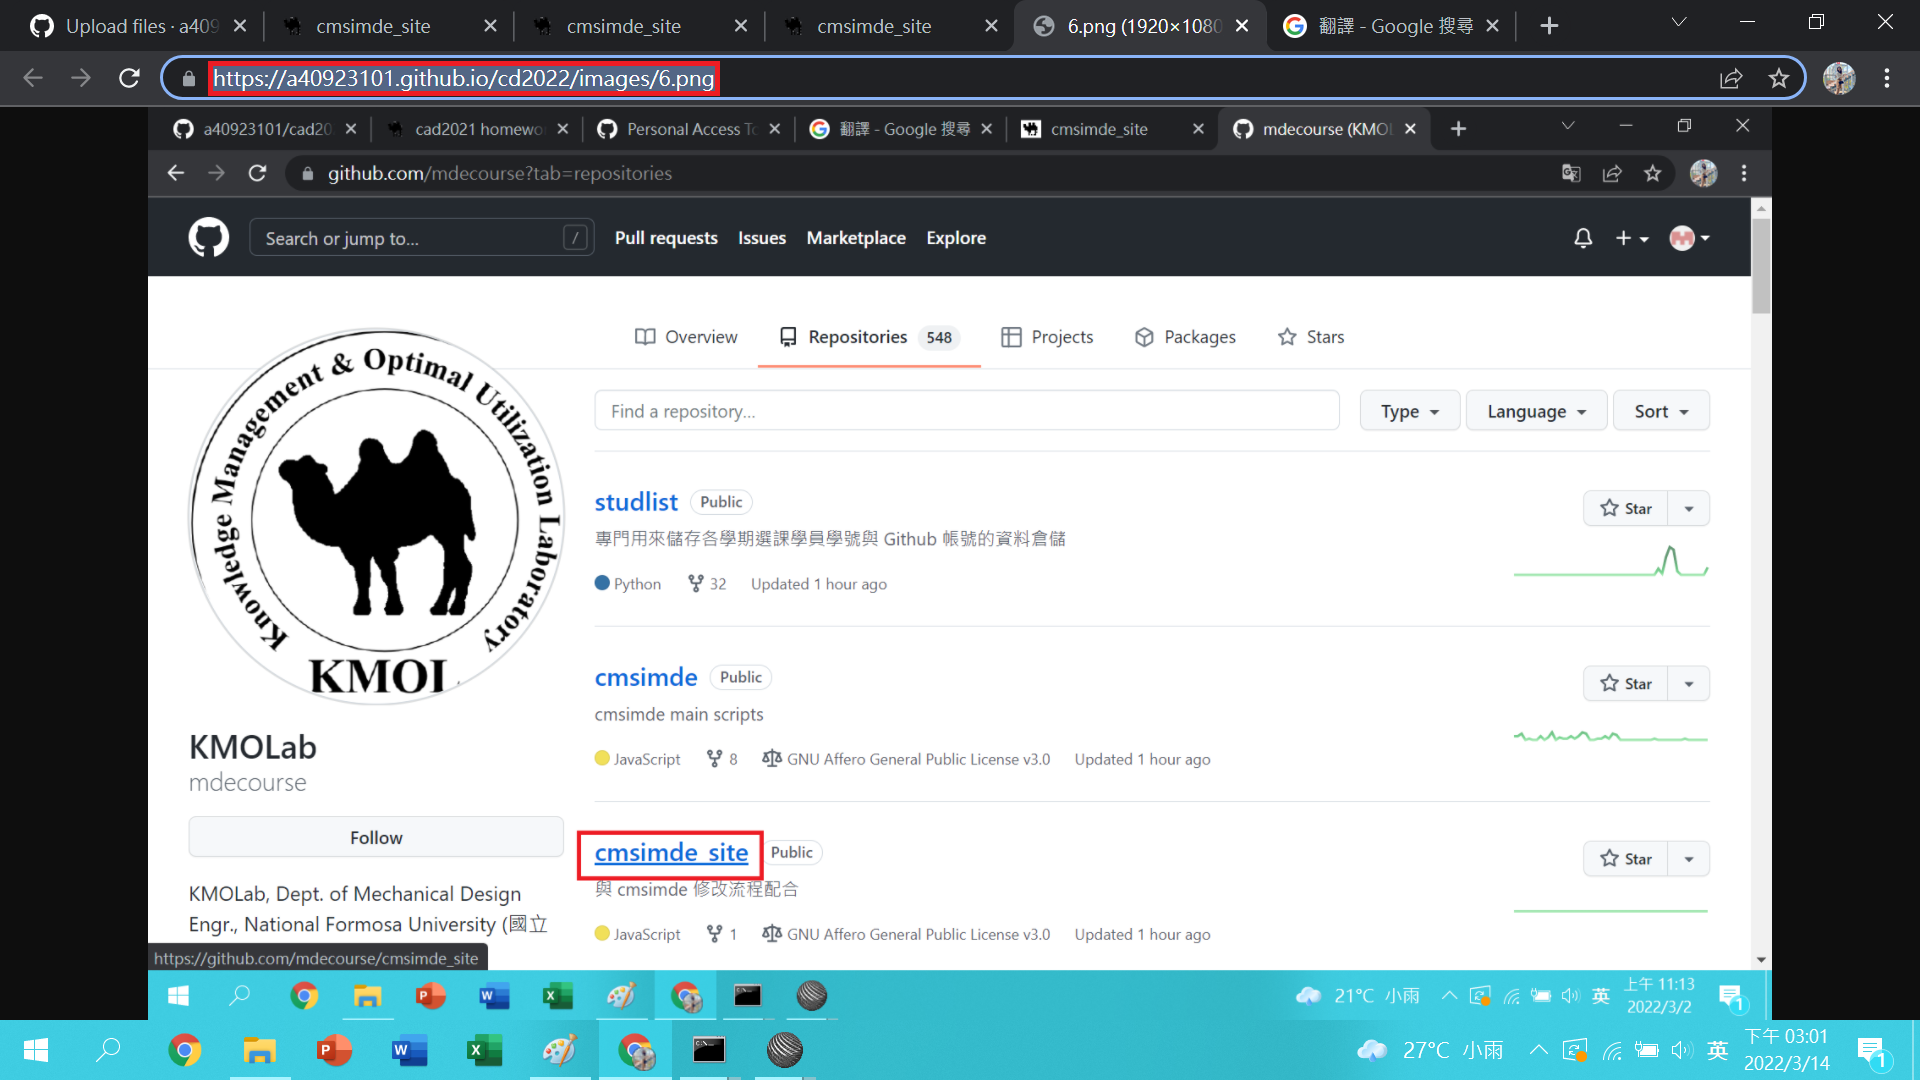 Upload files · a409
cmsimde_site
cmsimde_site
cmsimde_site
6.png (1920×1080
翻譯 - Google 搜尋
https://a40923101.github.io/cd2022/images/6.png
a40923101/cad20
cad2021 homewo
Personal Access To
翻譯 - Google 搜尋
cmsimde_site
mdecourse (KMOL
github.com/mdecourse?tab=repositories
Search or jump to...
/
Pull requests
Issues
Marketplace
Explore
Overview
Repositories 548
Projects
Packages
Stars
Knowledge Management & Optimal Utilization Laboratory
KMOL
KMOLab
mdecourse
Follow
KMOLab, Dept. of Mechanical Design
Engr., National Formosa University (國立
https://github.com/mdecourse/cmsimde_site
Find a repository...
Type
Language
Sort
studlist Public
Star
專門用來儲存各學期選課學員學號與 Github 帳號的資料倉儲
Python 32 Updated 1 hour ago
cmsimde Public
Star
cmsimde main scripts
JavaScript 8 GNU Affero General Public License v3.0 Updated 1 hour ago
cmsimde_site Public
Star
與 cmsimde 修改流程配合
JavaScript 1 GNU Affero General Public License v3.0 Updated 1 hour ago
21°C 小雨
英
上午 11:13
2022/3/2
1
27°C 小雨
英
下午 03:01
2022/3/14
1